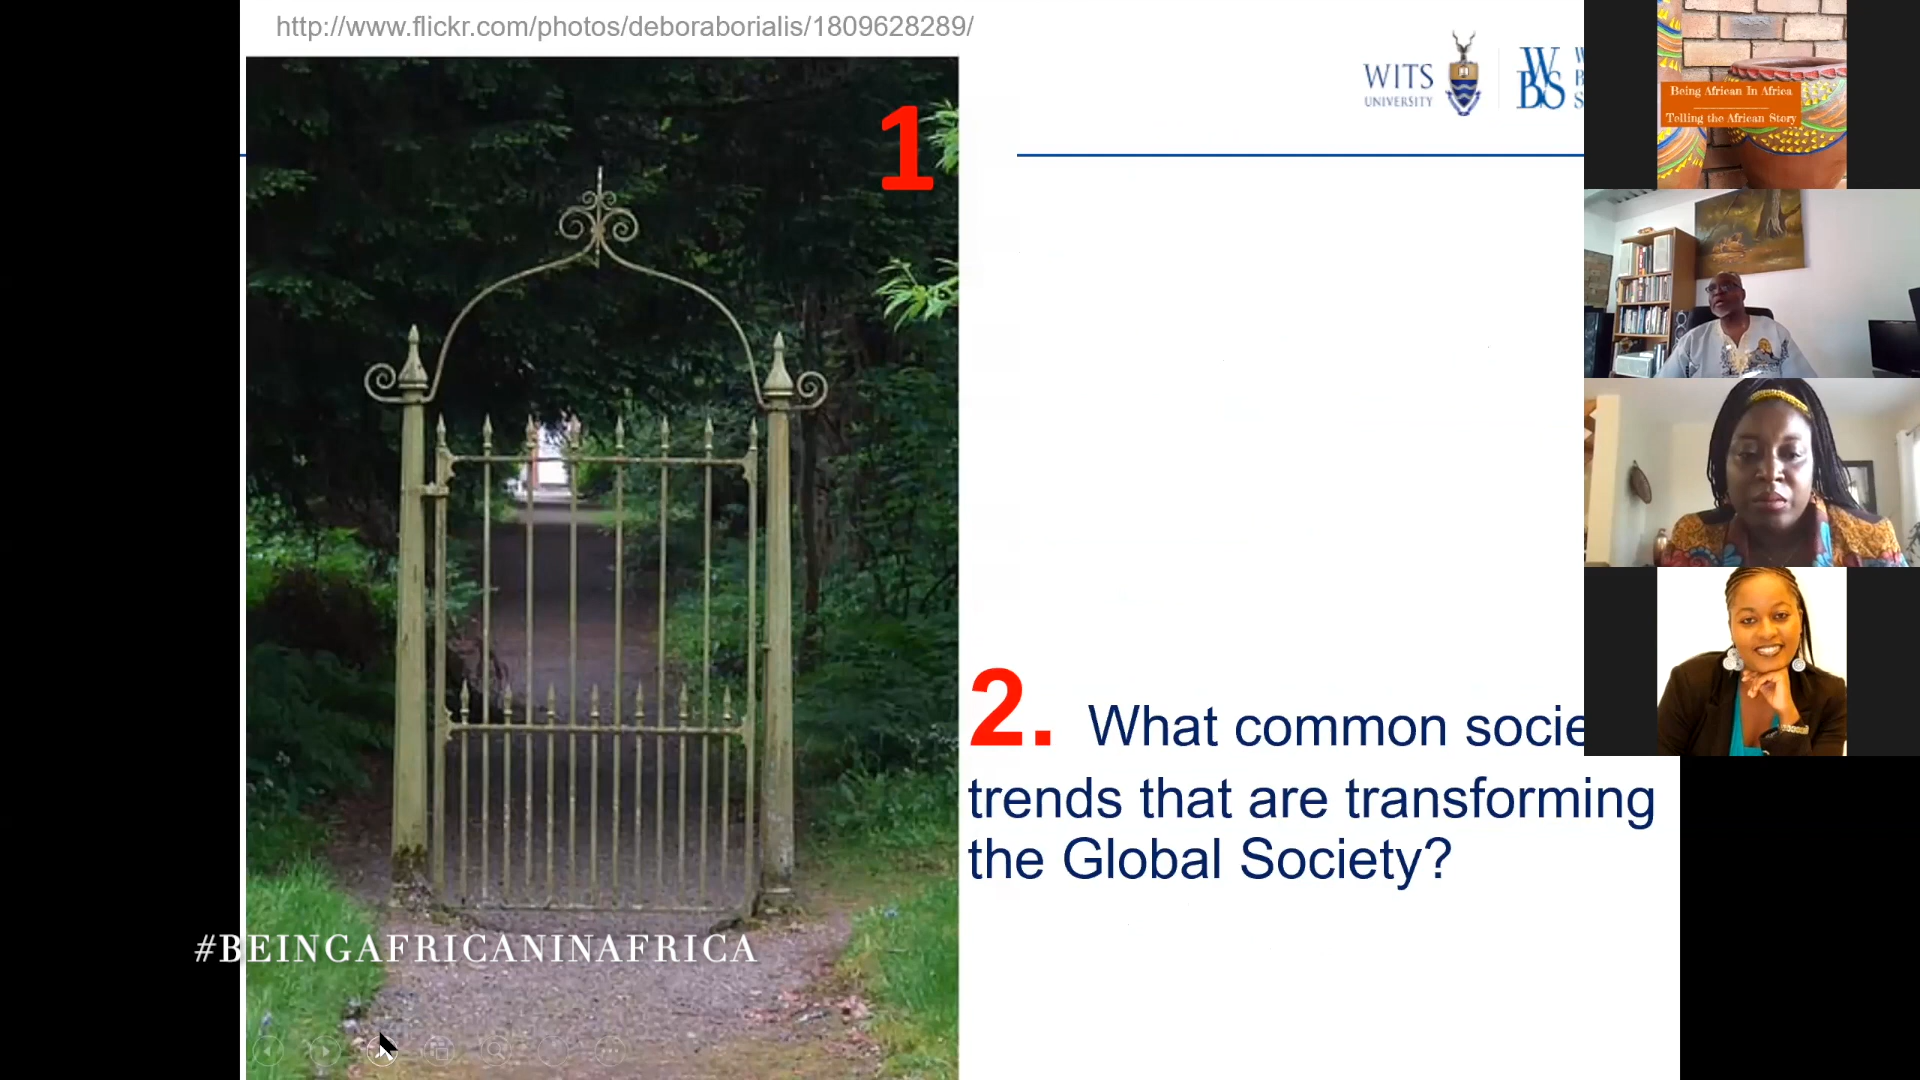 http://www.flickr.com/photos/deboraborialis/1809628289/
1
WITS
UNIVERSITY
WBS
Being African In Africa
Telling the African Story
2. What common socie
trends that are transforming
the Global Society?
#BEINGAFRICANINAFRICA